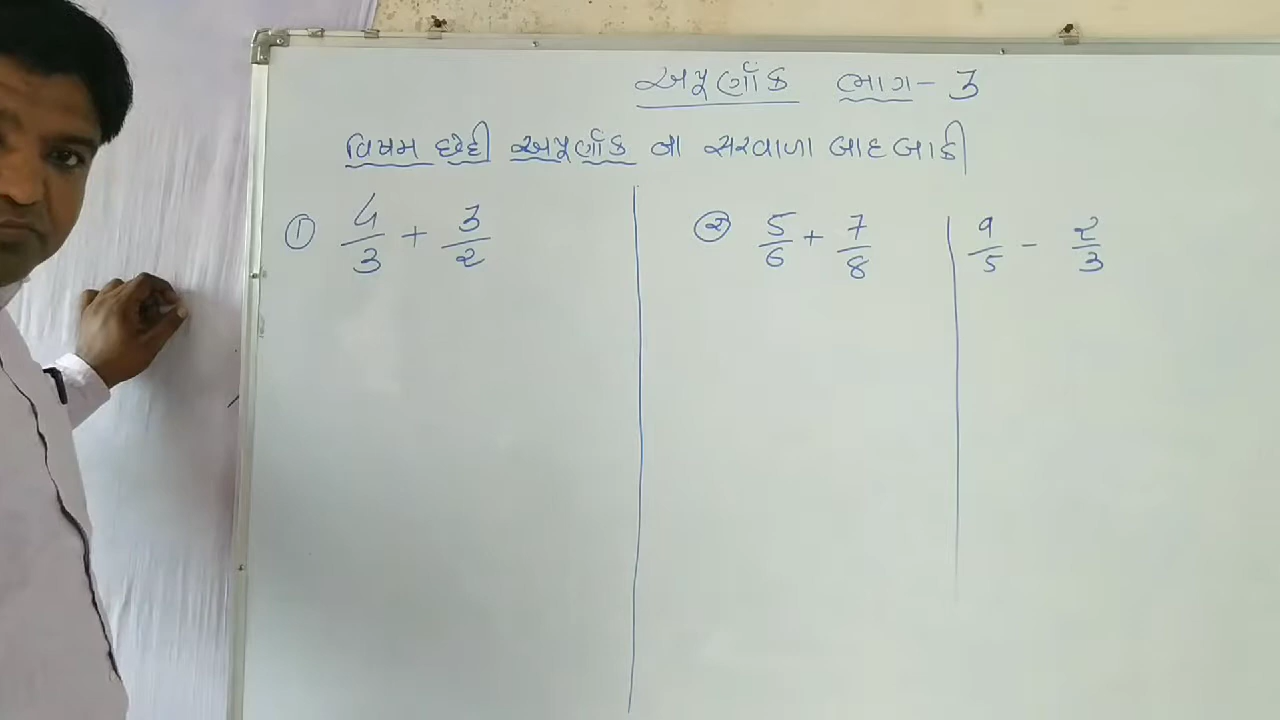 અપૂર્ણાંક ભાગ - 3
વિષમ છેદી અપૂર્ણાંક ના સરવાળા બાદબાકી
① 4/3 + 3/2
② 5/6 + 7/8
9/5 - 2/3